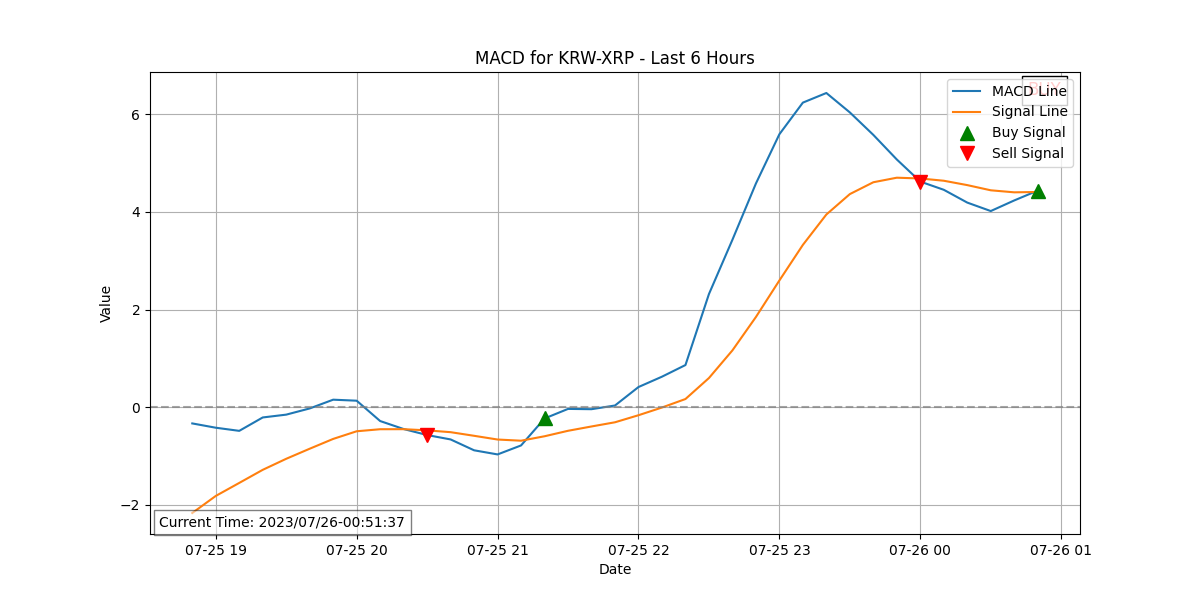 MACD for KRW-XRP - Last 6 Hours
MACD Line
Signal Line
Buy Signal
Sell Signal
Value
6
4
2
0
−2
Current Time: 2023/07/26-00:51:37
07-25 19
07-25 20
07-25 21
07-25 22
07-25 23
07-26 00
07-26 01
Date